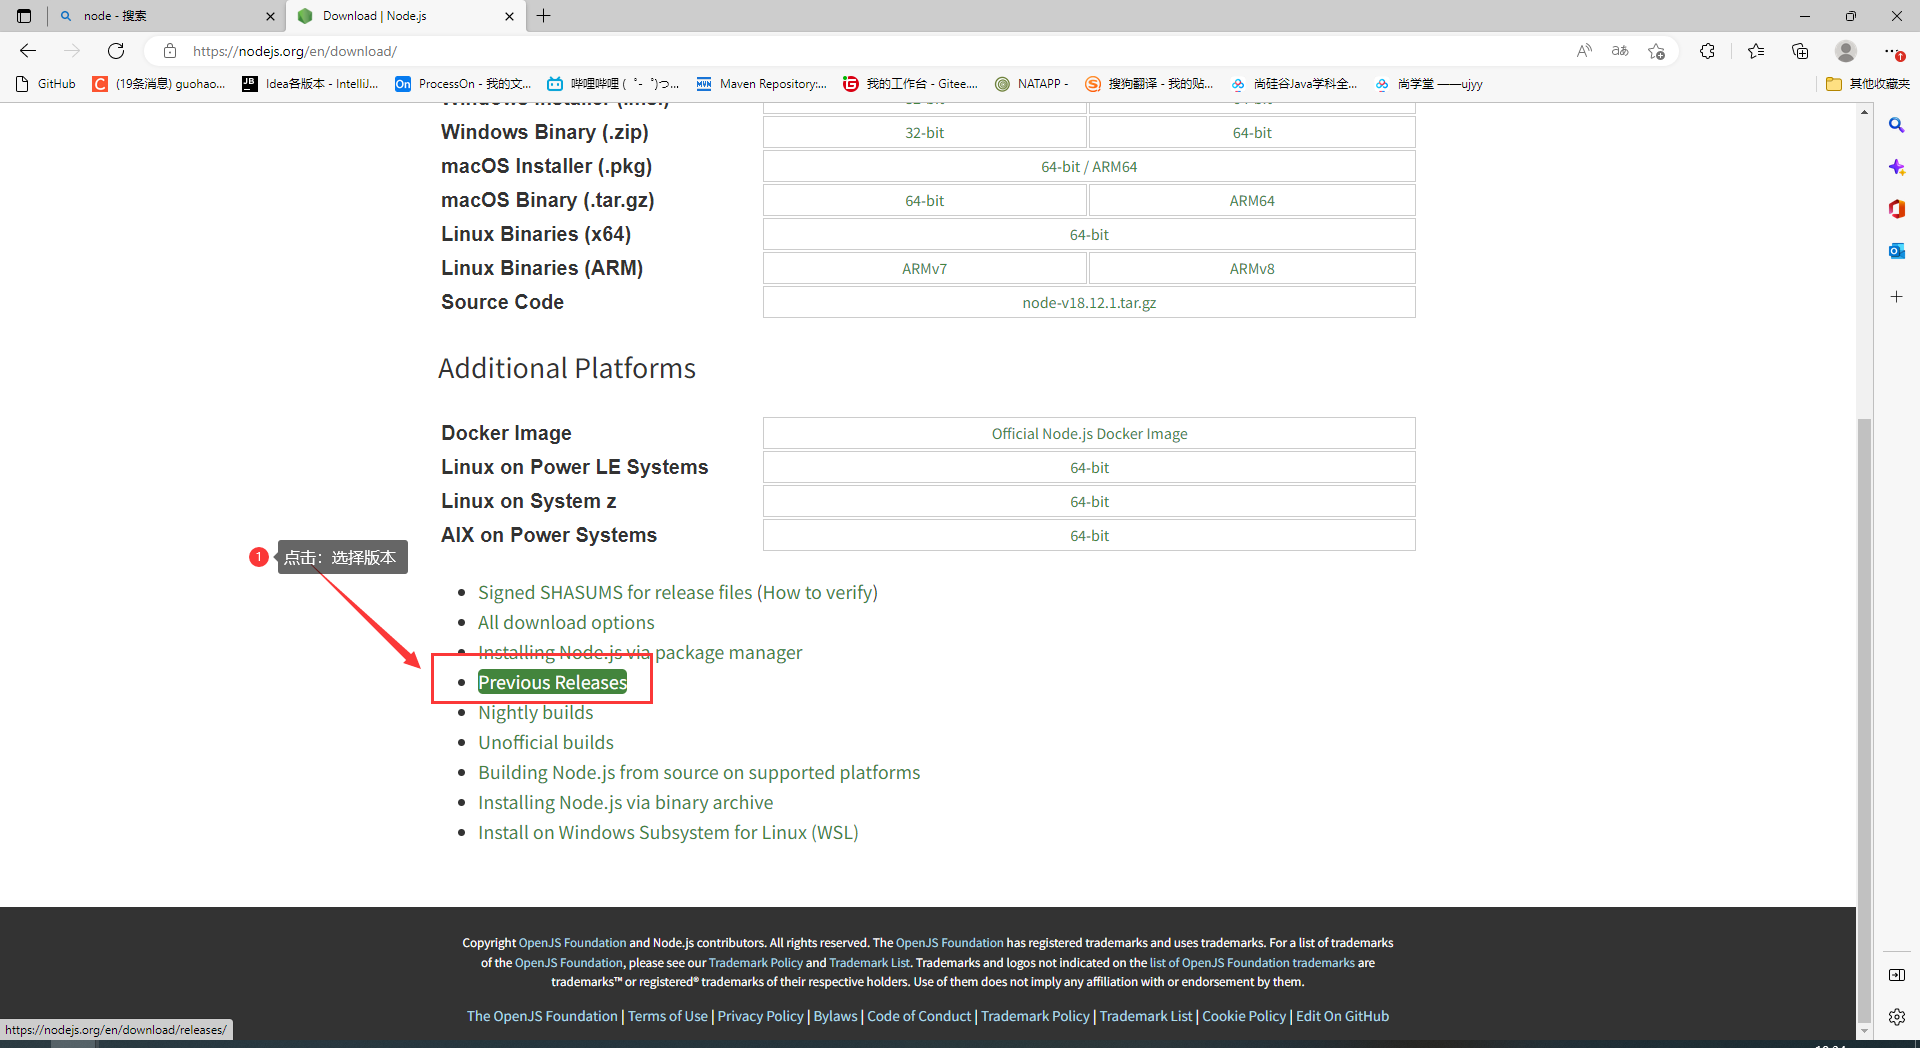 node - 搜索
Download | Node.js
https://nodejs.org/en/download/
GitHub
(19条消息) guohao...
Idea各版本 - IntelliJ...
ProcessOn - 我的文...
哔哩哔哩 ( ゜- ゜)つ...
Maven Repository:...
我的工作台 - Gitee....
NATAPP -
搜狗翻译 - 我的贴...
尚硅谷Java学科全...
尚学堂 ——ujyy
其他收藏夹
Windows Installer (.msi)
32-bit
64-bit
Windows Binary (.zip)
32-bit
64-bit
macOS Installer (.pkg)
64-bit / ARM64
macOS Binary (.tar.gz)
64-bit
ARM64
Linux Binaries (x64)
64-bit
Linux Binaries (ARM)
ARMv7
ARMv8
Source Code
node-v18.12.1.tar.gz
Additional Platforms
Docker Image
Official Node.js Docker Image
Linux on Power LE Systems
64-bit
Linux on System z
64-bit
AIX on Power Systems
64-bit
1 点击：选择版本
Signed SHASUMS for release files (How to verify)
All download options
Installing Node.js via package manager
Previous Releases
Nightly builds
Unofficial builds
Building Node.js from source on supported platforms
Installing Node.js via binary archive
Install on Windows Subsystem for Linux (WSL)
Copyright OpenJS Foundation and Node.js contributors. All rights reserved. The OpenJS Foundation has registered trademarks and uses trademarks. For a list of trademarks
of the OpenJS Foundation, please see our Trademark Policy and Trademark List. Trademarks and logos not indicated on the list of OpenJS Foundation trademarks are
trademarks™ or registered® trademarks of their respective holders. Use of them does not imply any affiliation with or endorsement by them.
The OpenJS Foundation | Terms of Use | Privacy Policy | Bylaws | Code of Conduct | Trademark Policy | Trademark List | Cookie Policy | Edit On GitHub
https://nodejs.org/en/download/releases/